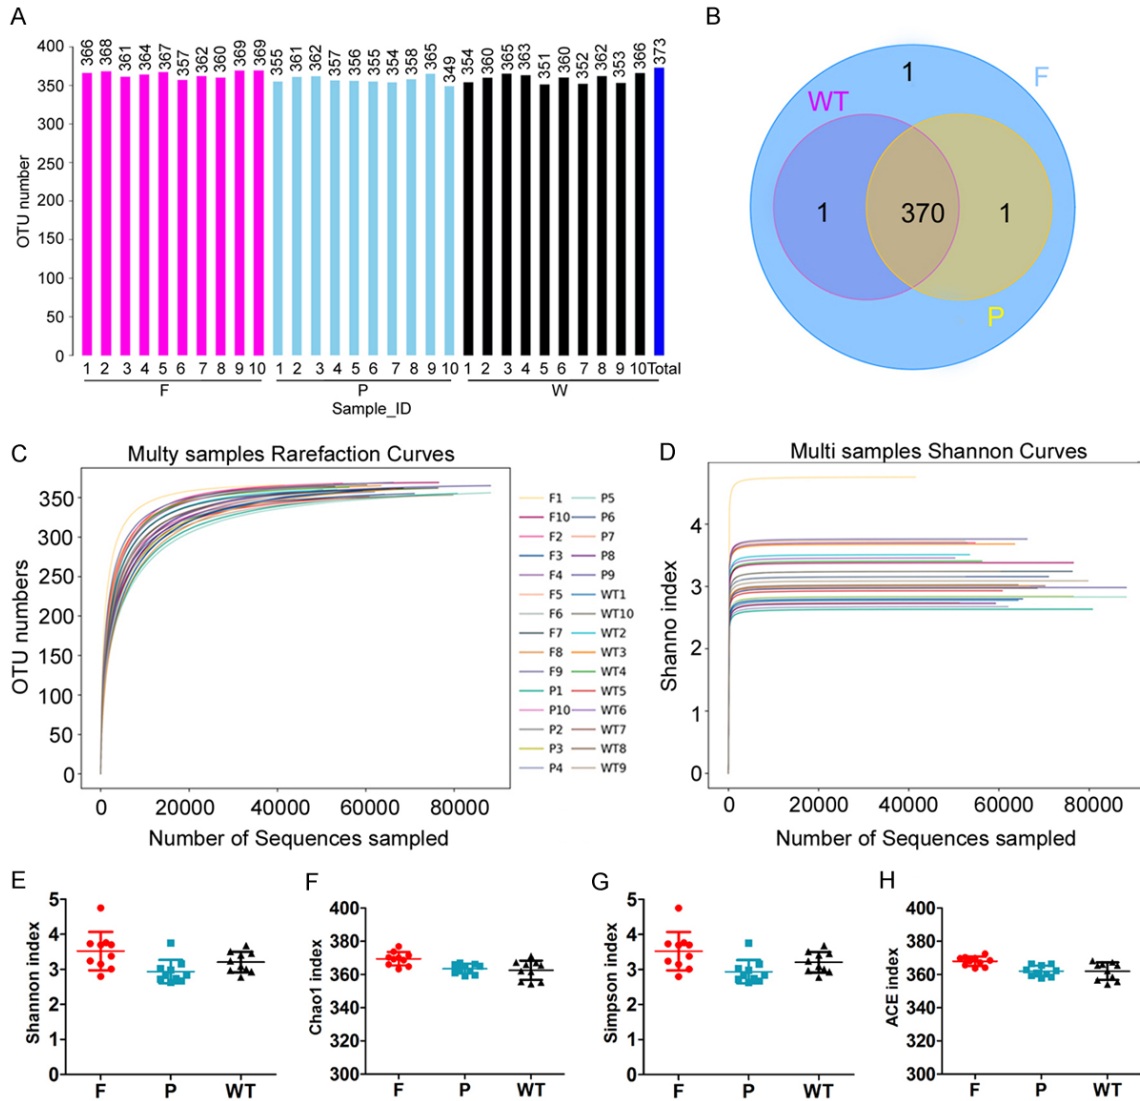 A
OTU number
400
350
300
250
200
150
100
50
0
366 368 361 364 367 357 362 360 369 369 355 361 362 357 356 355 354 358 365 349 354 360 365 363 351 360 352 362 353 366 373
1 2 3 4 5 6 7 8 9 10 1 2 3 4 5 6 7 8 9 10 1 2 3 4 5 6 7 8 9 10 Total
F P W
Sample_ID
B
1
F
WT
1 370 1
P
C
Multy samples Rarefaction Curves
OTU numbers
350
300
250
200
150
100
50
0
0 20000 40000 60000 80000
Number of Sequences sampled
F1 P5
F10 P6
F2 P7
F3 P8
F4 P9
F5 WT1
F6 WT10
F7 WT2
F8 WT3
F9 WT4
P1 WT5
P10 WT6
P2 WT7
P3 WT8
P4 WT9
D
Multi samples Shannon Curves
Shanno index
4
3
2
1
0
0 20000 40000 60000 80000
Number of Sequences sampled
E
Shannon index
5
4
3
2
1
0
F P WT
F
Chao1 index
400
380
360
340
320
300
F P WT
G
Simpson index
5
4
3
2
1
0
F P WT
H
ACE index
400
380
360
340
320
300
F P WT